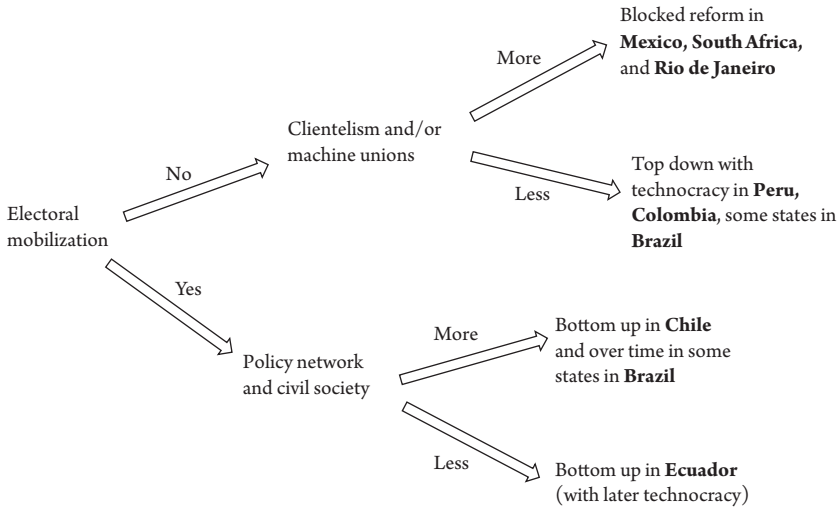 Blocked reform in
Mexico, South Africa,
and Rio de Janeiro
More
Clientelism and/or
machine unions
No
Less
Top down with
technocracy in Peru,
Colombia, some states in
Brazil
Electoral
mobilization
Yes
Policy network
and civil society
More
Bottom up in Chile
and over time in some
states in Brazil
Less
Bottom up in Ecuador
(with later technocracy)